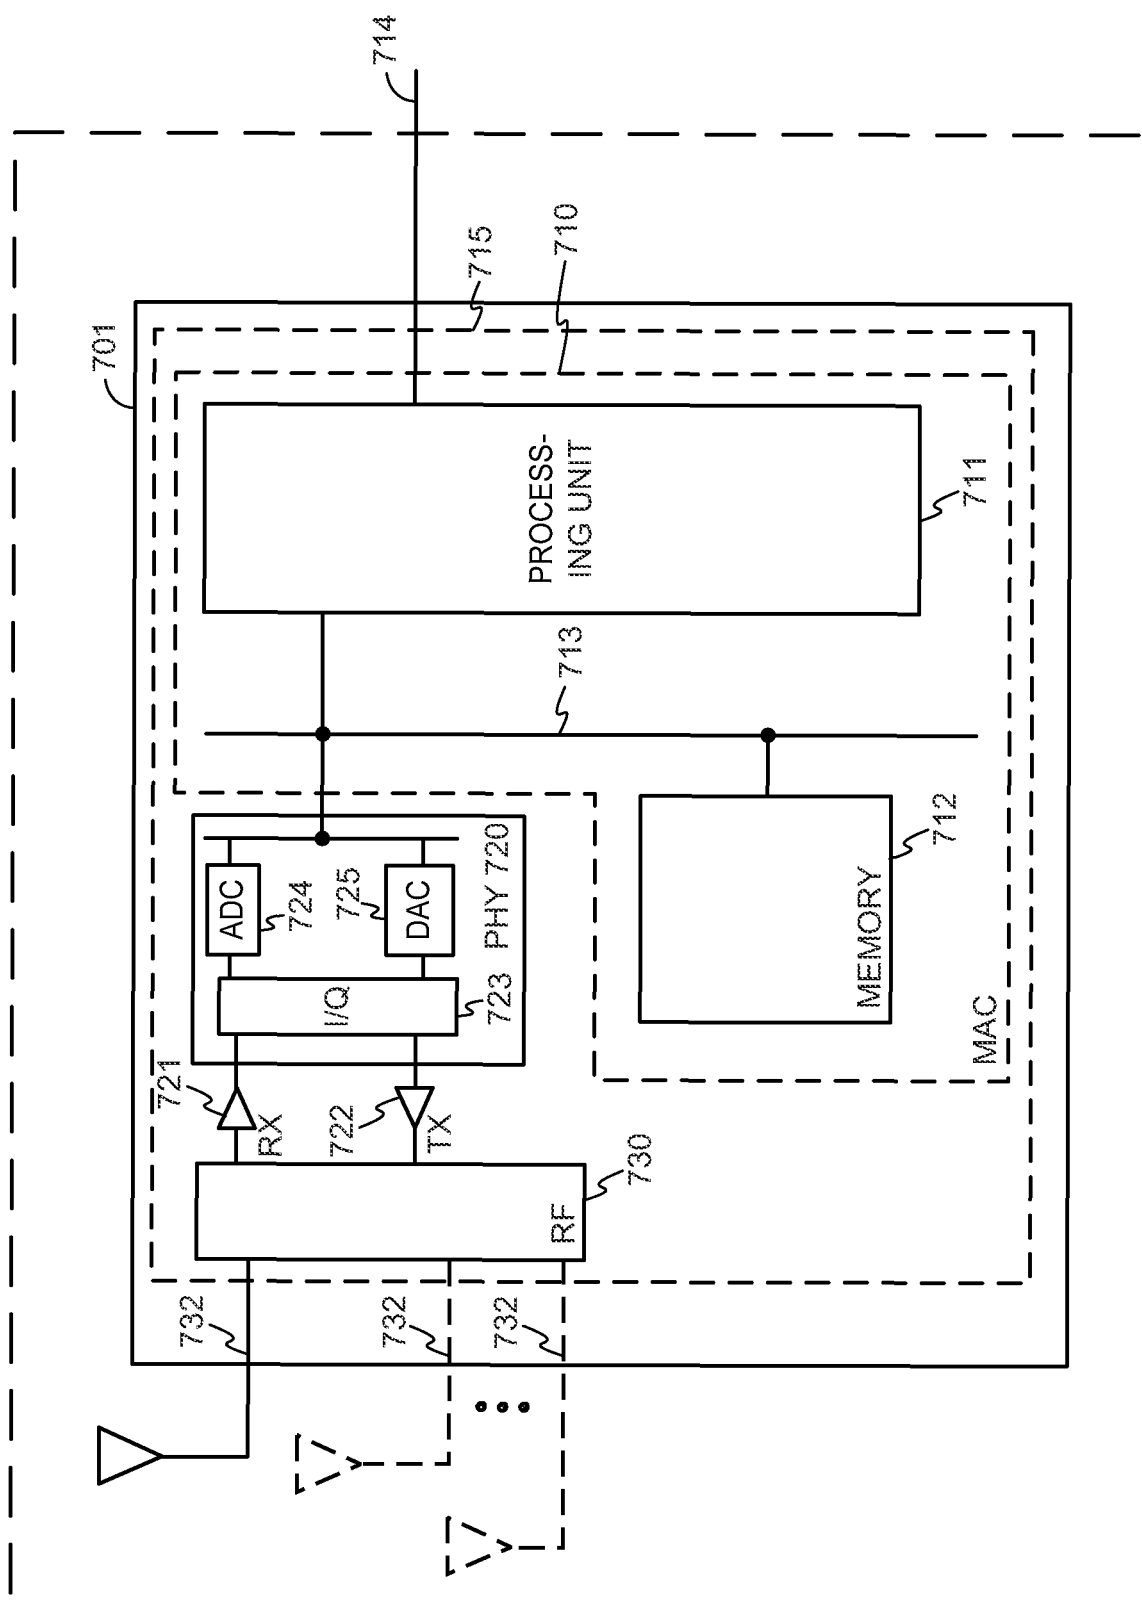 701
714
715
710
PROCESS-
ING UNIT
711
713
ADC
724
725
DAC
PHY 720
I/Q
723
MEMORY
712
MAC
721
RX
722
TX
RF
730
732
732
732